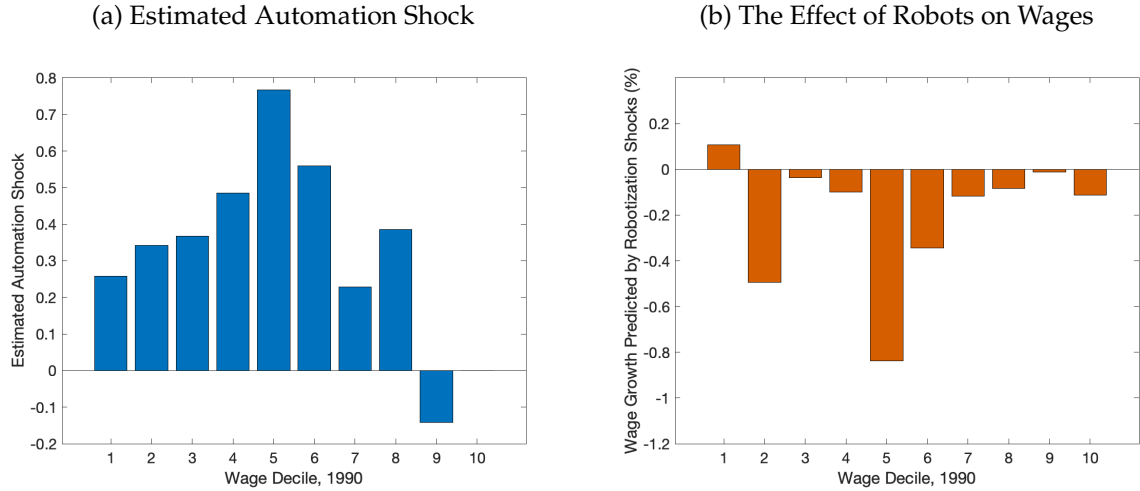 (a) Estimated Automation Shock
Estimated Automation Shock
0.8
0.7
0.6
0.5
0.4
0.3
0.2
0.1
0
-0.1
-0.2
1 2 3 4 5 6 7 8 9 10
Wage Decile, 1990
(b) The Effect of Robots on Wages
Wage Growth Predicted by Robotization Shocks (%)
0.2
0
-0.2
-0.4
-0.6
-0.8
-1
-1.2
1 2 3 4 5 6 7 8 9 10
Wage Decile, 1990